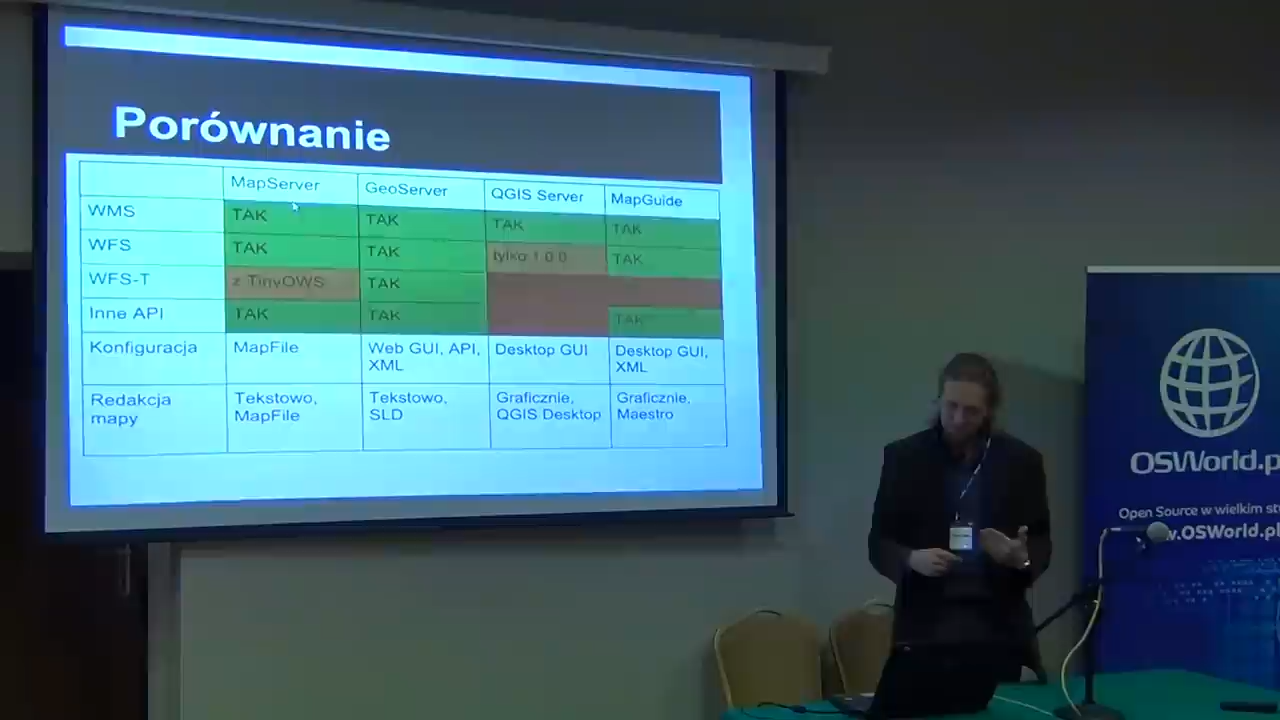 Porównanie
MapServer GeoServer QGIS Server MapGuide
WMS TAK TAK TAK TAK
WFS TAK TAK tylko 1.0.0 TAK
WFS-T z TinyOWS TAK
Inne API TAK TAK TAK
Konfiguracja MapFile Web GUI, API, XML Desktop GUI Desktop GUI, XML
Redakcja mapy Tekstowo, MapFile Tekstowo, SLD Graficznie, QGIS Desktop Graficznie, Maestro
OSWorld.p
Open Source w wielkim st
w.OSWorld.pl